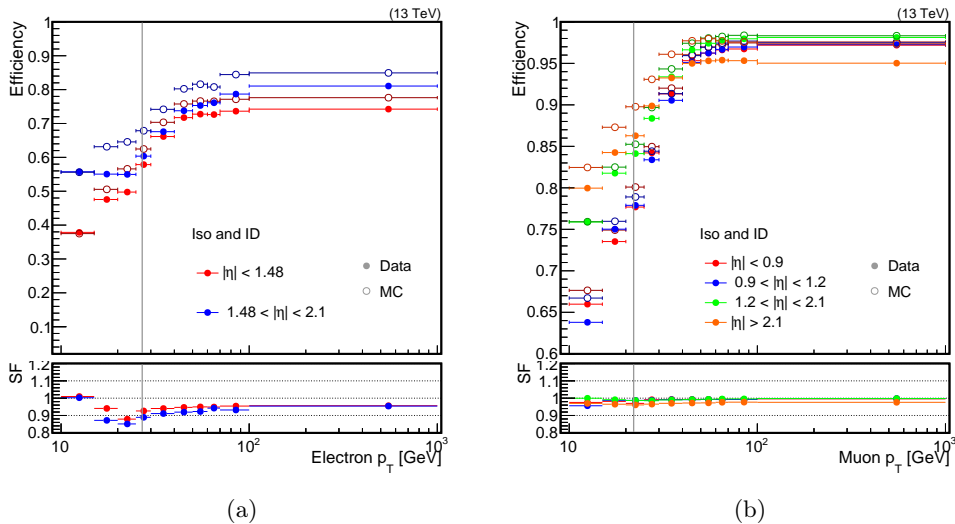 (13 TeV)
Efficiency
1
0.9
0.8
0.7
0.6
0.5
0.4
0.3
0.2
0.1
Iso and ID
|η| < 1.48
1.48 < |η| < 2.1
Data
MC
SF
1.2
1.1
1
0.9
0.8
10
10²
10³
Electron p_T [GeV]
(a)
(13 TeV)
Efficiency
1
0.95
0.9
0.85
0.8
0.75
0.7
0.65
0.6
Iso and ID
|η| < 0.9
0.9 < |η| < 1.2
1.2 < |η| < 2.1
|η| > 2.1
Data
MC
SF
1.2
1.1
1
0.9
0.8
10
10²
10³
Muon p_T [GeV]
(b)